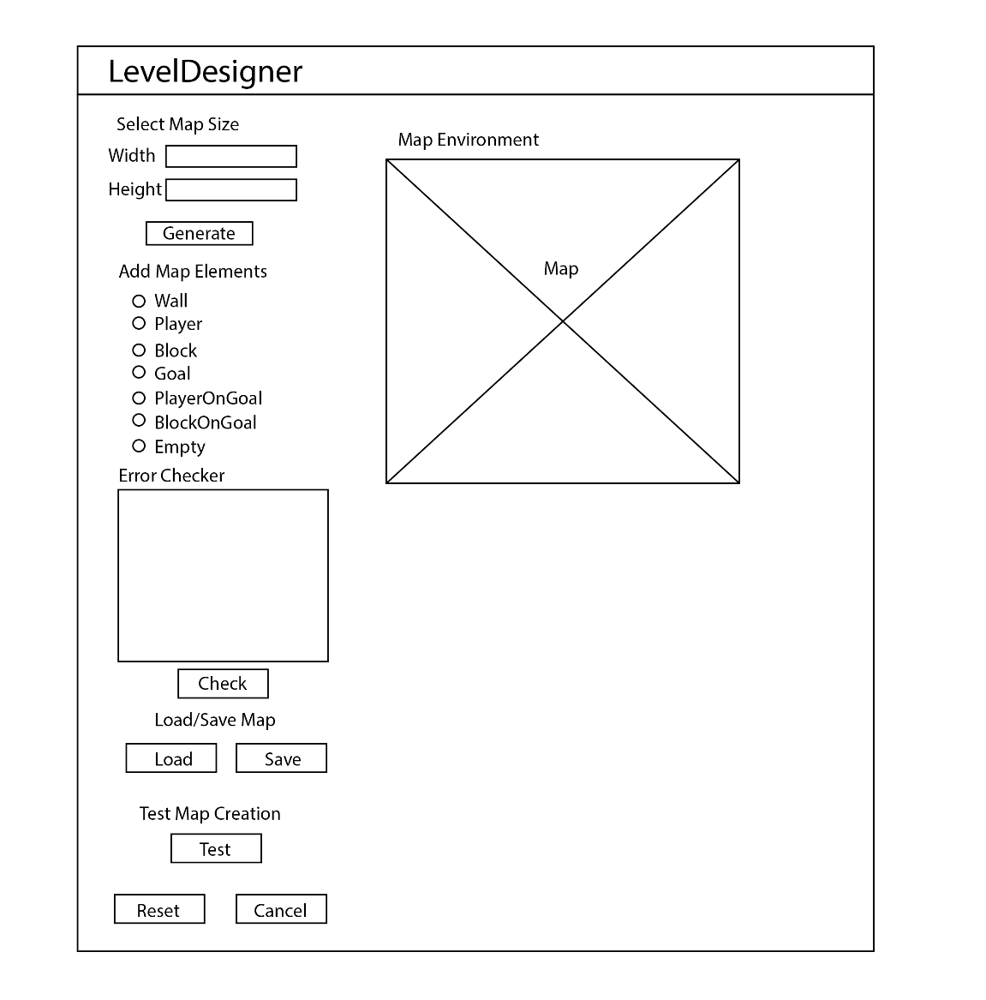 LevelDesigner
Select Map Size
Width
Height
Generate
Add Map Elements
Wall
Player
Block
Goal
PlayerOnGoal
BlockOnGoal
Empty
Error Checker
Check
Load/Save Map
Load Save
Test Map Creation
Test
Reset Cancel
Map Environment
Map